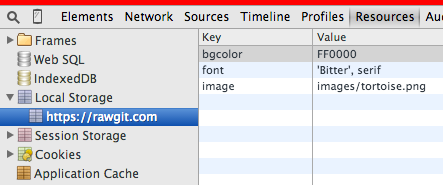 Elements Network Sources Timeline Profiles Resources Au
Frames
Web SQL
IndexedDB
Local Storage
https://rawgit.com
Session Storage
Cookies
Application Cache
Key Value
bgcolor FF0000
font 'Bitter', serif
image images/tortoise.png